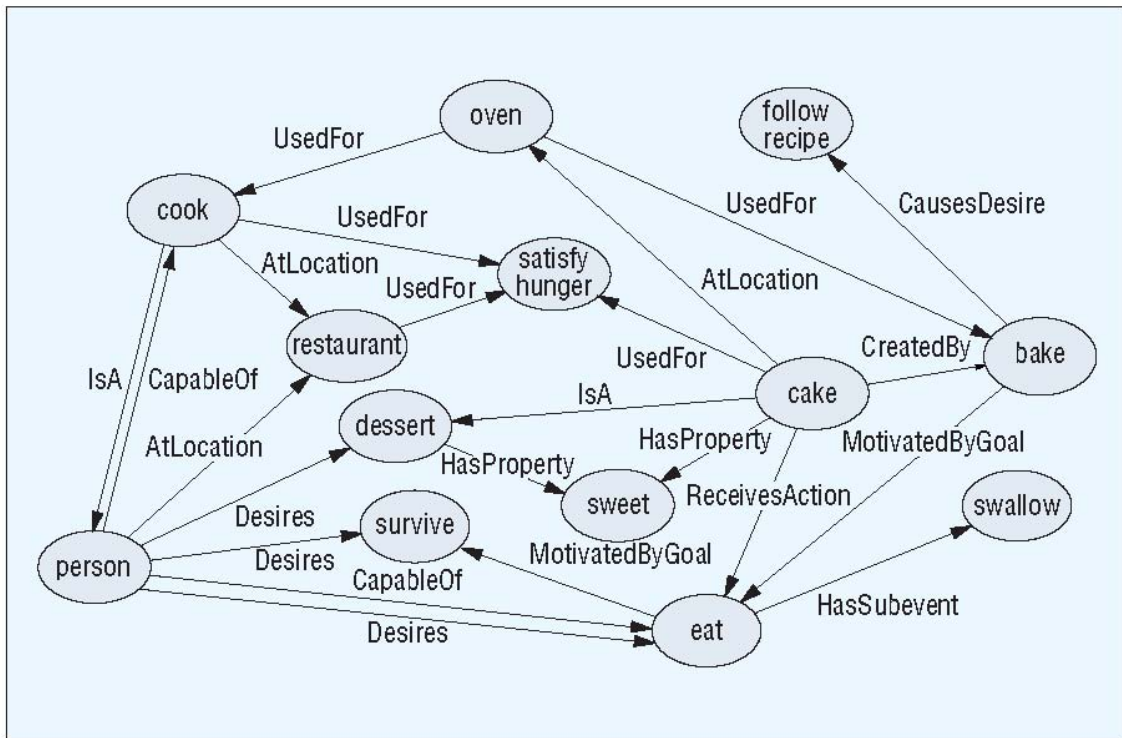 oven
follow
recipe
UsedFor
cook
UsedFor
UsedFor
CausesDesire
AtLocation
satisfy
hunger
AtLocation
UsedFor
restaurant
UsedFor
CreatedBy
bake
IsA
CapableOf
IsA
cake
dessert
AtLocation
HasProperty
MotivatedByGoal
HasProperty
ReceivesAction
sweet
swallow
Desires
survive
MotivatedByGoal
person
Desires
CapableOf
HasSubevent
Desires
eat